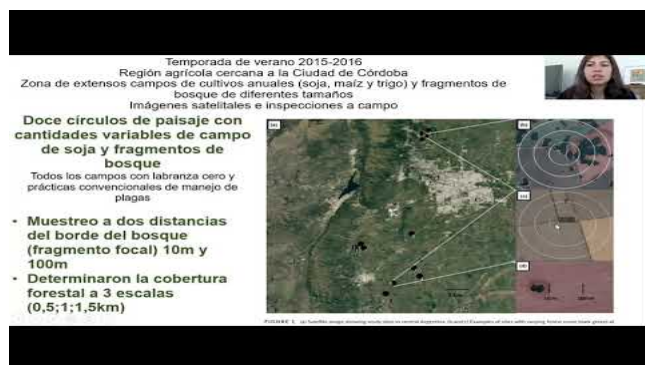 Temporada de verano 2015-2016
Región agrícola cercana a la Ciudad de Córdoba
Zona de extensos campos de cultivos anuales (soja, maíz y trigo) y fragmentos de
bosque de diferentes tamaños
Imágenes satelitales e inspecciones a campo
Doce círculos de paisaje con
cantidades variables de campo
de soja y fragmentos de
bosque
Todos los campos con labranza cero y
prácticas convencionales de manejo de
plagas
• Muestreo a dos distancias
del borde del bosque
(fragmento focal) 10m y
100m
• Determinaron la cobertura
forestal a 3 escalas
(0,5;1;1,5km)
(a)
(b)
(c)
(d)
FIGURE 1